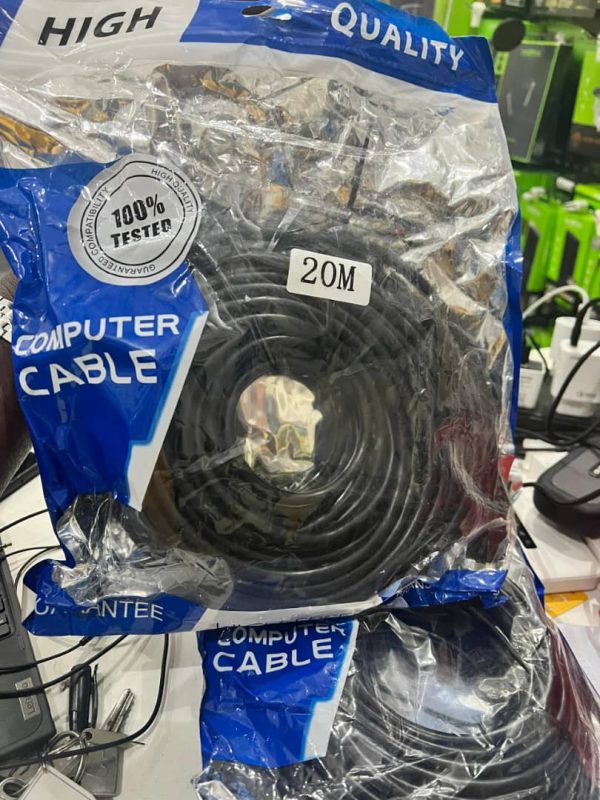 HIGH QUALITY
HIGH QUALITY
100%
TESTED
GUARANTEED COMPATIBILITY
20M
COMPUTER
CABLE
COMPUTER
CABLE